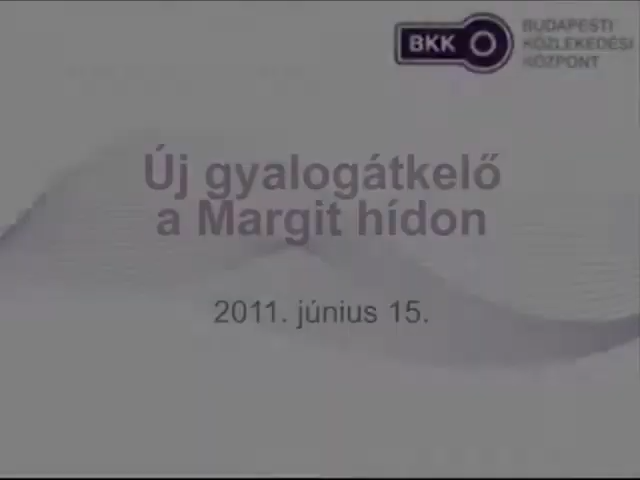 BKK
BUDAPESTI
KÖZLEKEDÉSI
KÖZPONT
Új gyalogátkelő
a Margit hídon
2011. június 15.